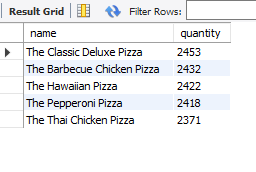 Result Grid Filter Rows:
name quantity
The Classic Deluxe Pizza 2453
The Barbecue Chicken Pizza 2432
The Hawaiian Pizza 2422
The Pepperoni Pizza 2418
The Thai Chicken Pizza 2371